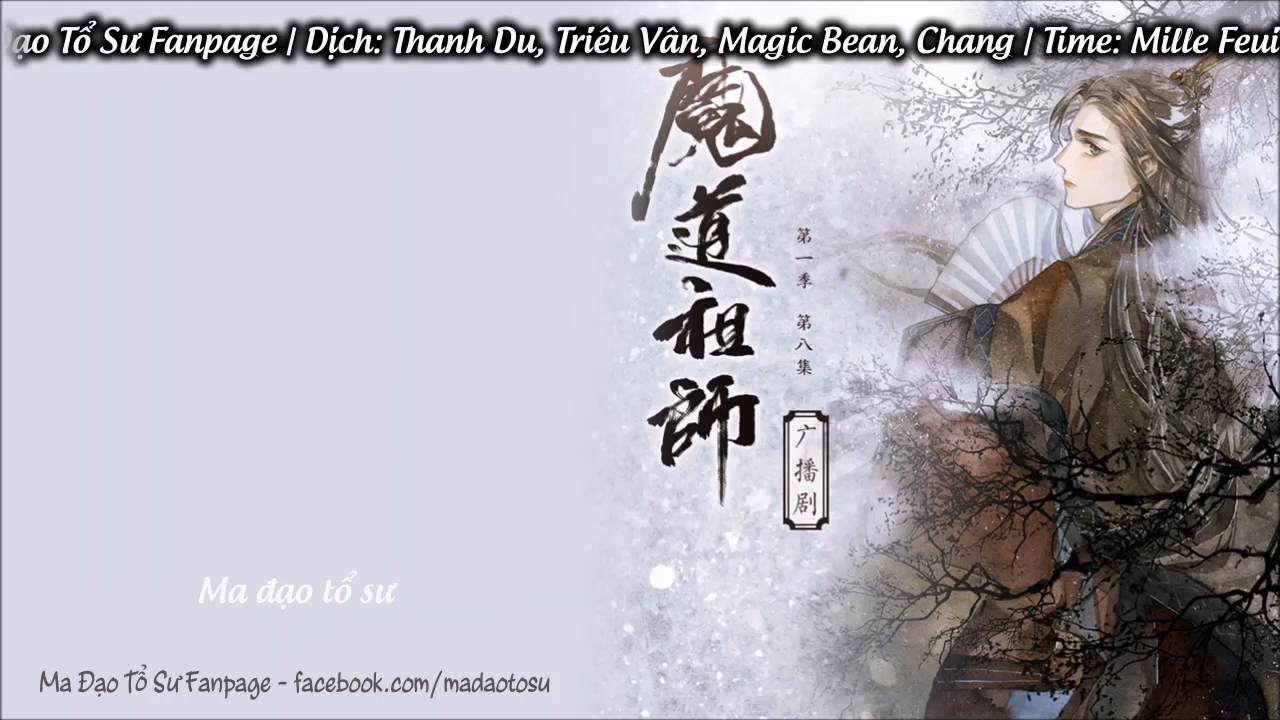 ạo Tổ Sư Fanpage | Dịch: Thanh Du, Triêu Vân, Magic Bean, Chang | Time: Mille Feui
魔道祖師
第一季 第八集
广播剧
Ma đạo tổ sư
Ma Đạo Tổ Sư Fanpage - facebook.com/madaotosu